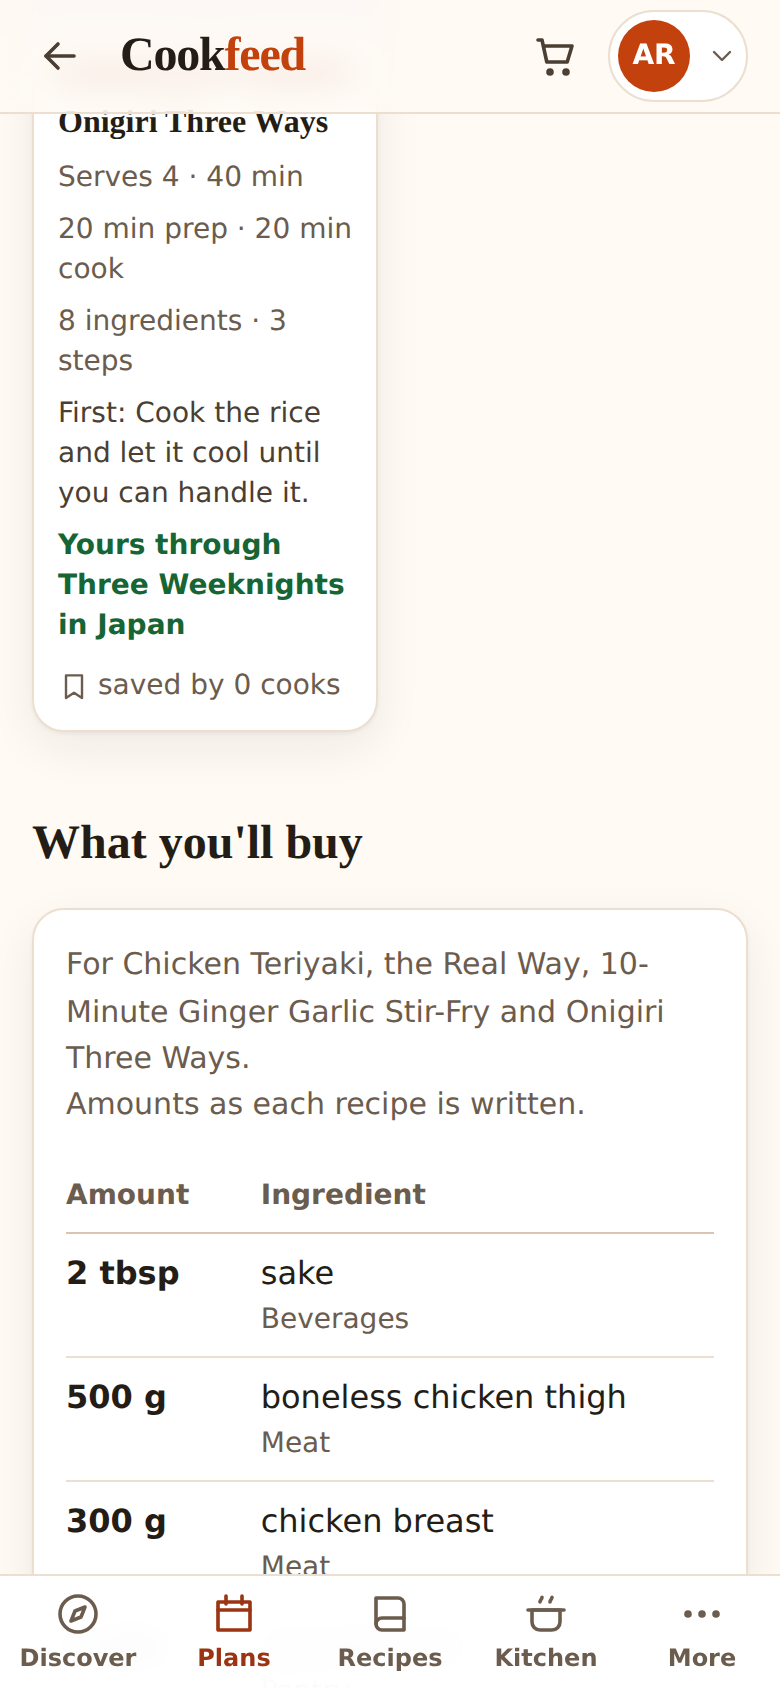 Cookfeed
AR
Onigiri Three Ways
Serves 4 · 40 min
20 min prep · 20 min
cook
8 ingredients · 3
steps
First: Cook the rice
and let it cool until
you can handle it.
Yours through
Three Weeknights
in Japan
saved by 0 cooks
What you'll buy
For Chicken Teriyaki, the Real Way, 10-
Minute Ginger Garlic Stir-Fry and Onigiri
Three Ways.
Amounts as each recipe is written.
Amount Ingredient
2 tbsp sake
Beverages
500 g boneless chicken thigh
Meat
300 g chicken breast
Meat
Discover Plans Recipes Kitchen More